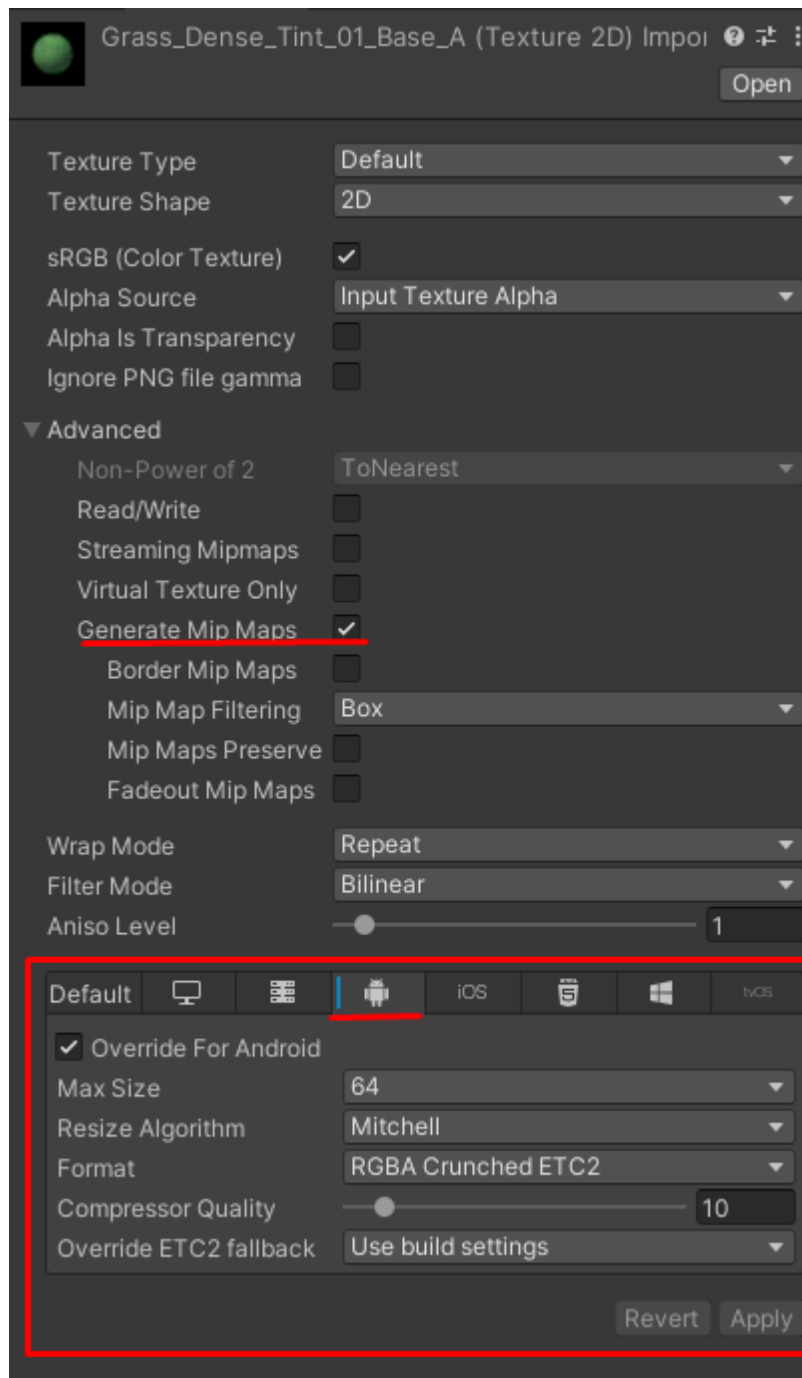 Grass_Dense_Tint_01_Base_A (Texture 2D) Impor
Open
Texture Type Default
Texture Shape 2D
sRGB (Color Texture)
Alpha Source Input Texture Alpha
Alpha Is Transparency
Ignore PNG file gamma
Advanced
Non-Power of 2 ToNearest
Read/Write
Streaming Mipmaps
Virtual Texture Only
Generate Mip Maps
Border Mip Maps
Mip Map Filtering Box
Mip Maps Preserve
Fadeout Mip Maps
Wrap Mode Repeat
Filter Mode Bilinear
Aniso Level 1
Default iOS tvOS
Override For Android
Max Size 64
Resize Algorithm Mitchell
Format RGBA Crunched ETC2
Compressor Quality 10
Override ETC2 fallback Use build settings
Revert Apply